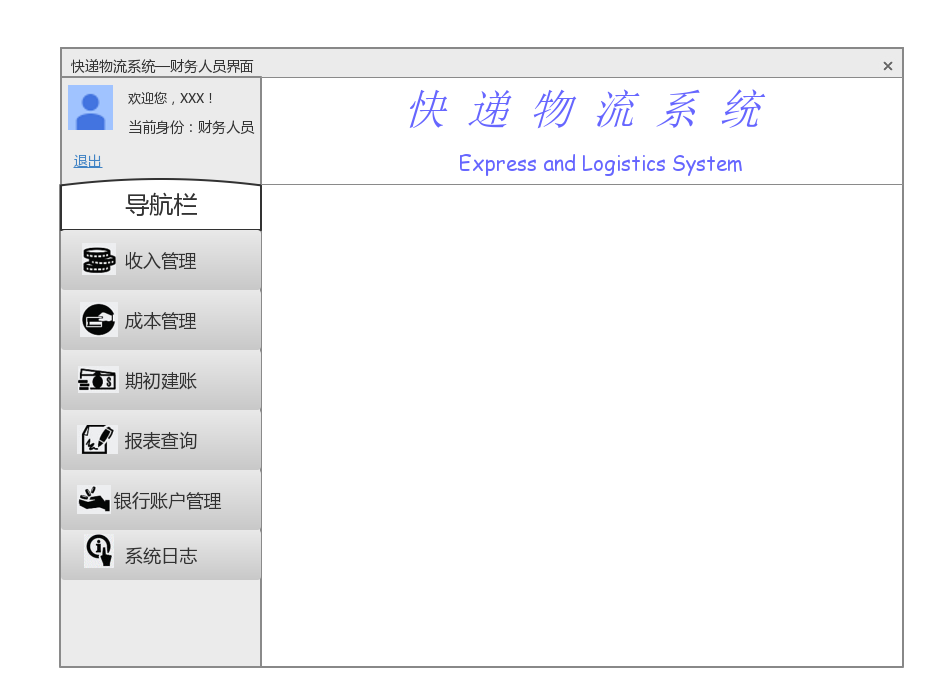 快递物流系统—财务人员界面
×
欢迎您，XXX！
当前身份：财务人员
退出
快递物流系统
Express and Logistics System
导航栏
收入管理
成本管理
期初建账
报表查询
银行账户管理
系统日志